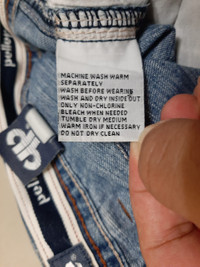 MACHINE WASH WARM
SEPARATELY
WASH BEFORE WEARING
WASH AND DRY INSIDE OUT
ONLY NON-CHLORINE
BLEACH WHEN NEEDED
TUMBLE DRY MEDIUM
WARM IRON IF NECESSARY
DO NOT DRY CLEAN